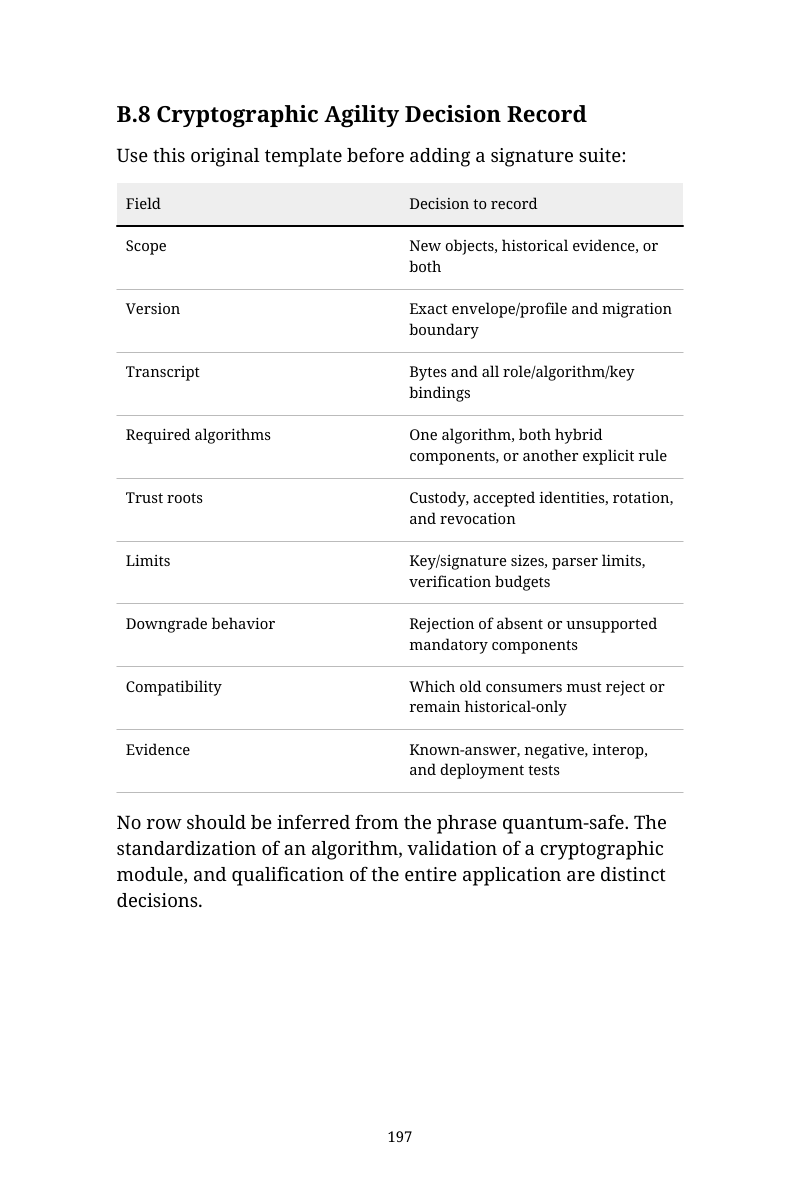 B.8 Cryptographic Agility Decision Record
Use this original template before adding a signature suite:
Field
Decision to record
Scope
New objects, historical evidence, or
both
Version
Exact envelope/profile and migration
boundary
Transcript
Bytes and all role/algorithm/key
bindings
Required algorithms
One algorithm, both hybrid
components, or another explicit rule
Trust roots
Custody, accepted identities, rotation,
and revocation
Limits
Key/signature sizes, parser limits,
verification budgets
Downgrade behavior
Rejection of absent or unsupported
mandatory components
Compatibility
Which old consumers must reject or
remain historical-only
Evidence
Known-answer, negative, interop,
and deployment tests
No row should be inferred from the phrase quantum-safe. The
standardization of an algorithm, validation of a cryptographic
module, and qualification of the entire application are distinct
decisions.
197